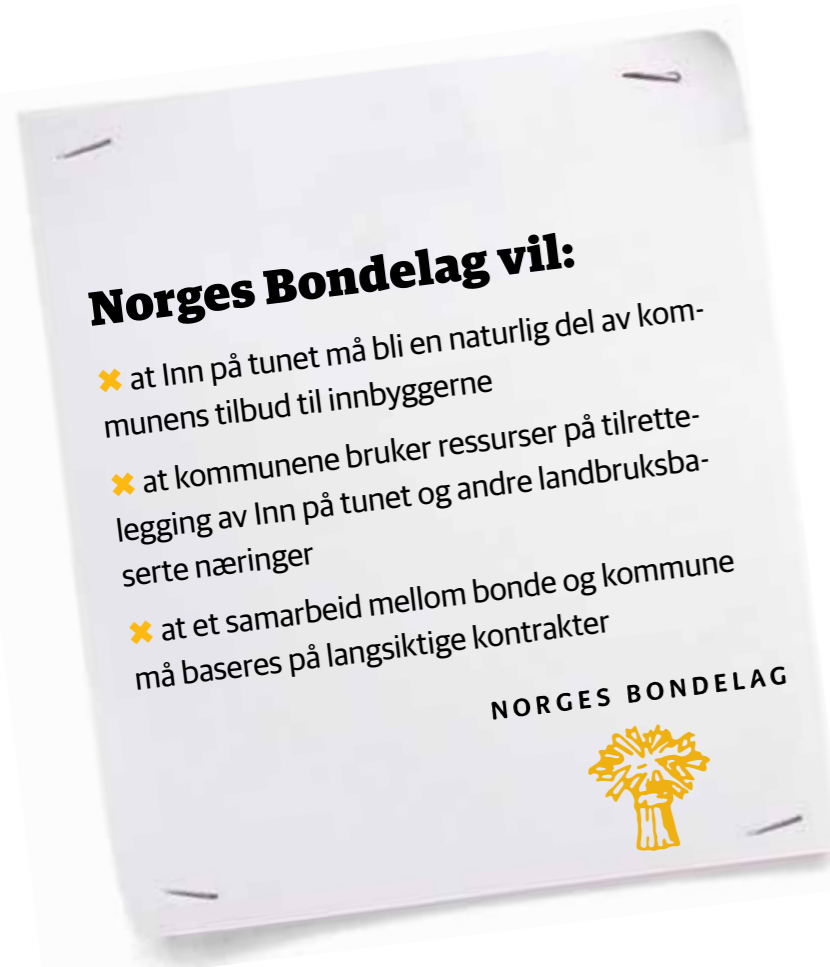 Norges Bondelag vil:
✖ at Inn på tunet må bli en naturlig del av kom-
munens tilbud til innbyggerne
✖ at kommunene bruker ressurser på tilrette-
legging av Inn på tunet og andre landbruksba-
serte næringer
✖ at et samarbeid mellom bonde og kommune
må baseres på langsiktige kontrakter
NORGES BONDELAG